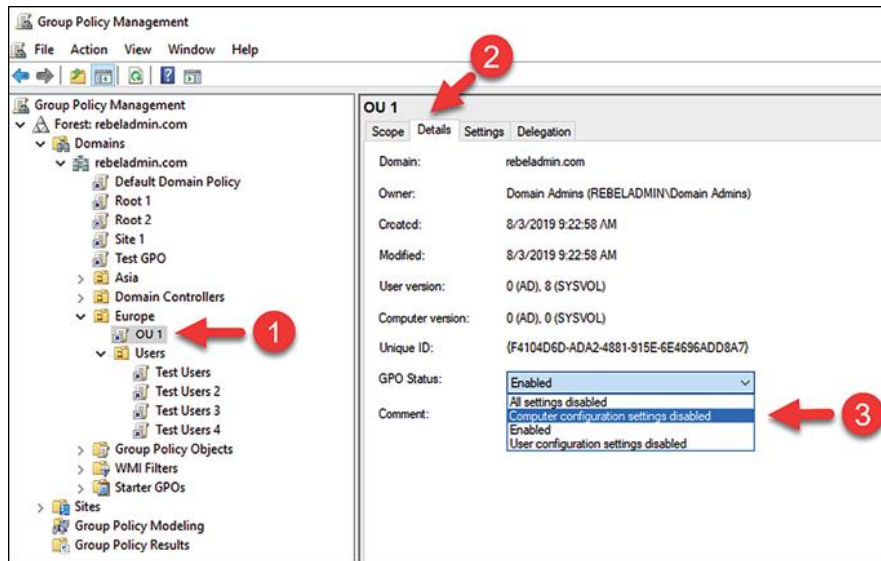 Group Policy Management
File Action View Window Help
Group Policy Management
Forest: rebeladmin.com
Domains
rebeladmin.com
Default Domain Policy
Root 1
Root 2
Site 1
Test GPO
Asia
Domain Controllers
Europe
OU 1
Users
Test Users
Test Users 2
Test Users 3
Test Users 4
Group Policy Objects
WMI Filters
Starter GPOs
Sites
Group Policy Modeling
Group Policy Results
1
2
OU 1
Scope Details Settings Delegation
Domain: rebeladmin.com
Owner: Domain Admins (REBELADMIN\Domain Admins)
Created: 8/3/2019 9:22:58 AM
Modified: 8/3/2019 9:22:58 AM
User version: 0 (AD), 8 (SYSVOL)
Computer version: 0 (AD), 0 (SYSVOL)
Unique ID: {F4104D6D-ADA2-4881-915E-6E4696ADD8A7}
GPO Status: Enabled
All settings disabled
Comment: Computer configuration settings disabled
Enabled
User configuration settings disabled
3